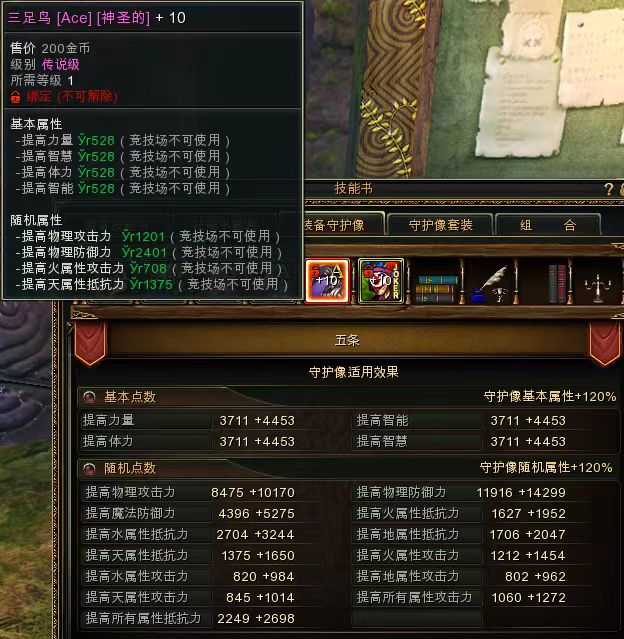 三足鸟 [Ace] [神圣的] + 10
售价 200金币
级别 传说级
所需等级 1
绑定 (不可解除)
基本属性
-提高力量 Ўг528 ( 竞技场不可使用 )
-提高智慧 Ўг528 ( 竞技场不可使用 )
-提高体力 Ўг528 ( 竞技场不可使用 )
-提高智能 Ўг528 ( 竞技场不可使用 )
随机属性
-提高物理攻击力 Ўг1201 ( 竞技场不可使用 )
-提高物理防御力 Ўг2401 ( 竞技场不可使用 )
-提高火属性攻击力 Ўг708 ( 竞技场不可使用 )
-提高天属性抵抗力 Ўг1375 ( 竞技场不可使用 )
技能书 ?
装备守护像 守护像套装 组 合
A +10 +10 JOKER
五条
守护像适用效果
基本点数 守护像基本属性+120%
提高力量 3711 +4453 提高智能 3711 +4453
提高体力 3711 +4453 提高智慧 3711 +4453
随机点数 守护像随机属性+120%
提高物理攻击力 8475 +10170 提高物理防御力 11916 +14299
提高魔法防御力 4396 +5275 提高火属性抵抗力 1627 +1952
提高水属性抵抗力 2704 +3244 提高地属性抵抗力 1706 +2047
提高天属性抵抗力 1375 +1650 提高火属性攻击力 1212 +1454
提高水属性攻击力 820 +984 提高地属性攻击力 802 +962
提高天属性攻击力 845 +1014 提高所有属性攻击力 1060 +1272
提高所有属性抵抗力 2249 +2698